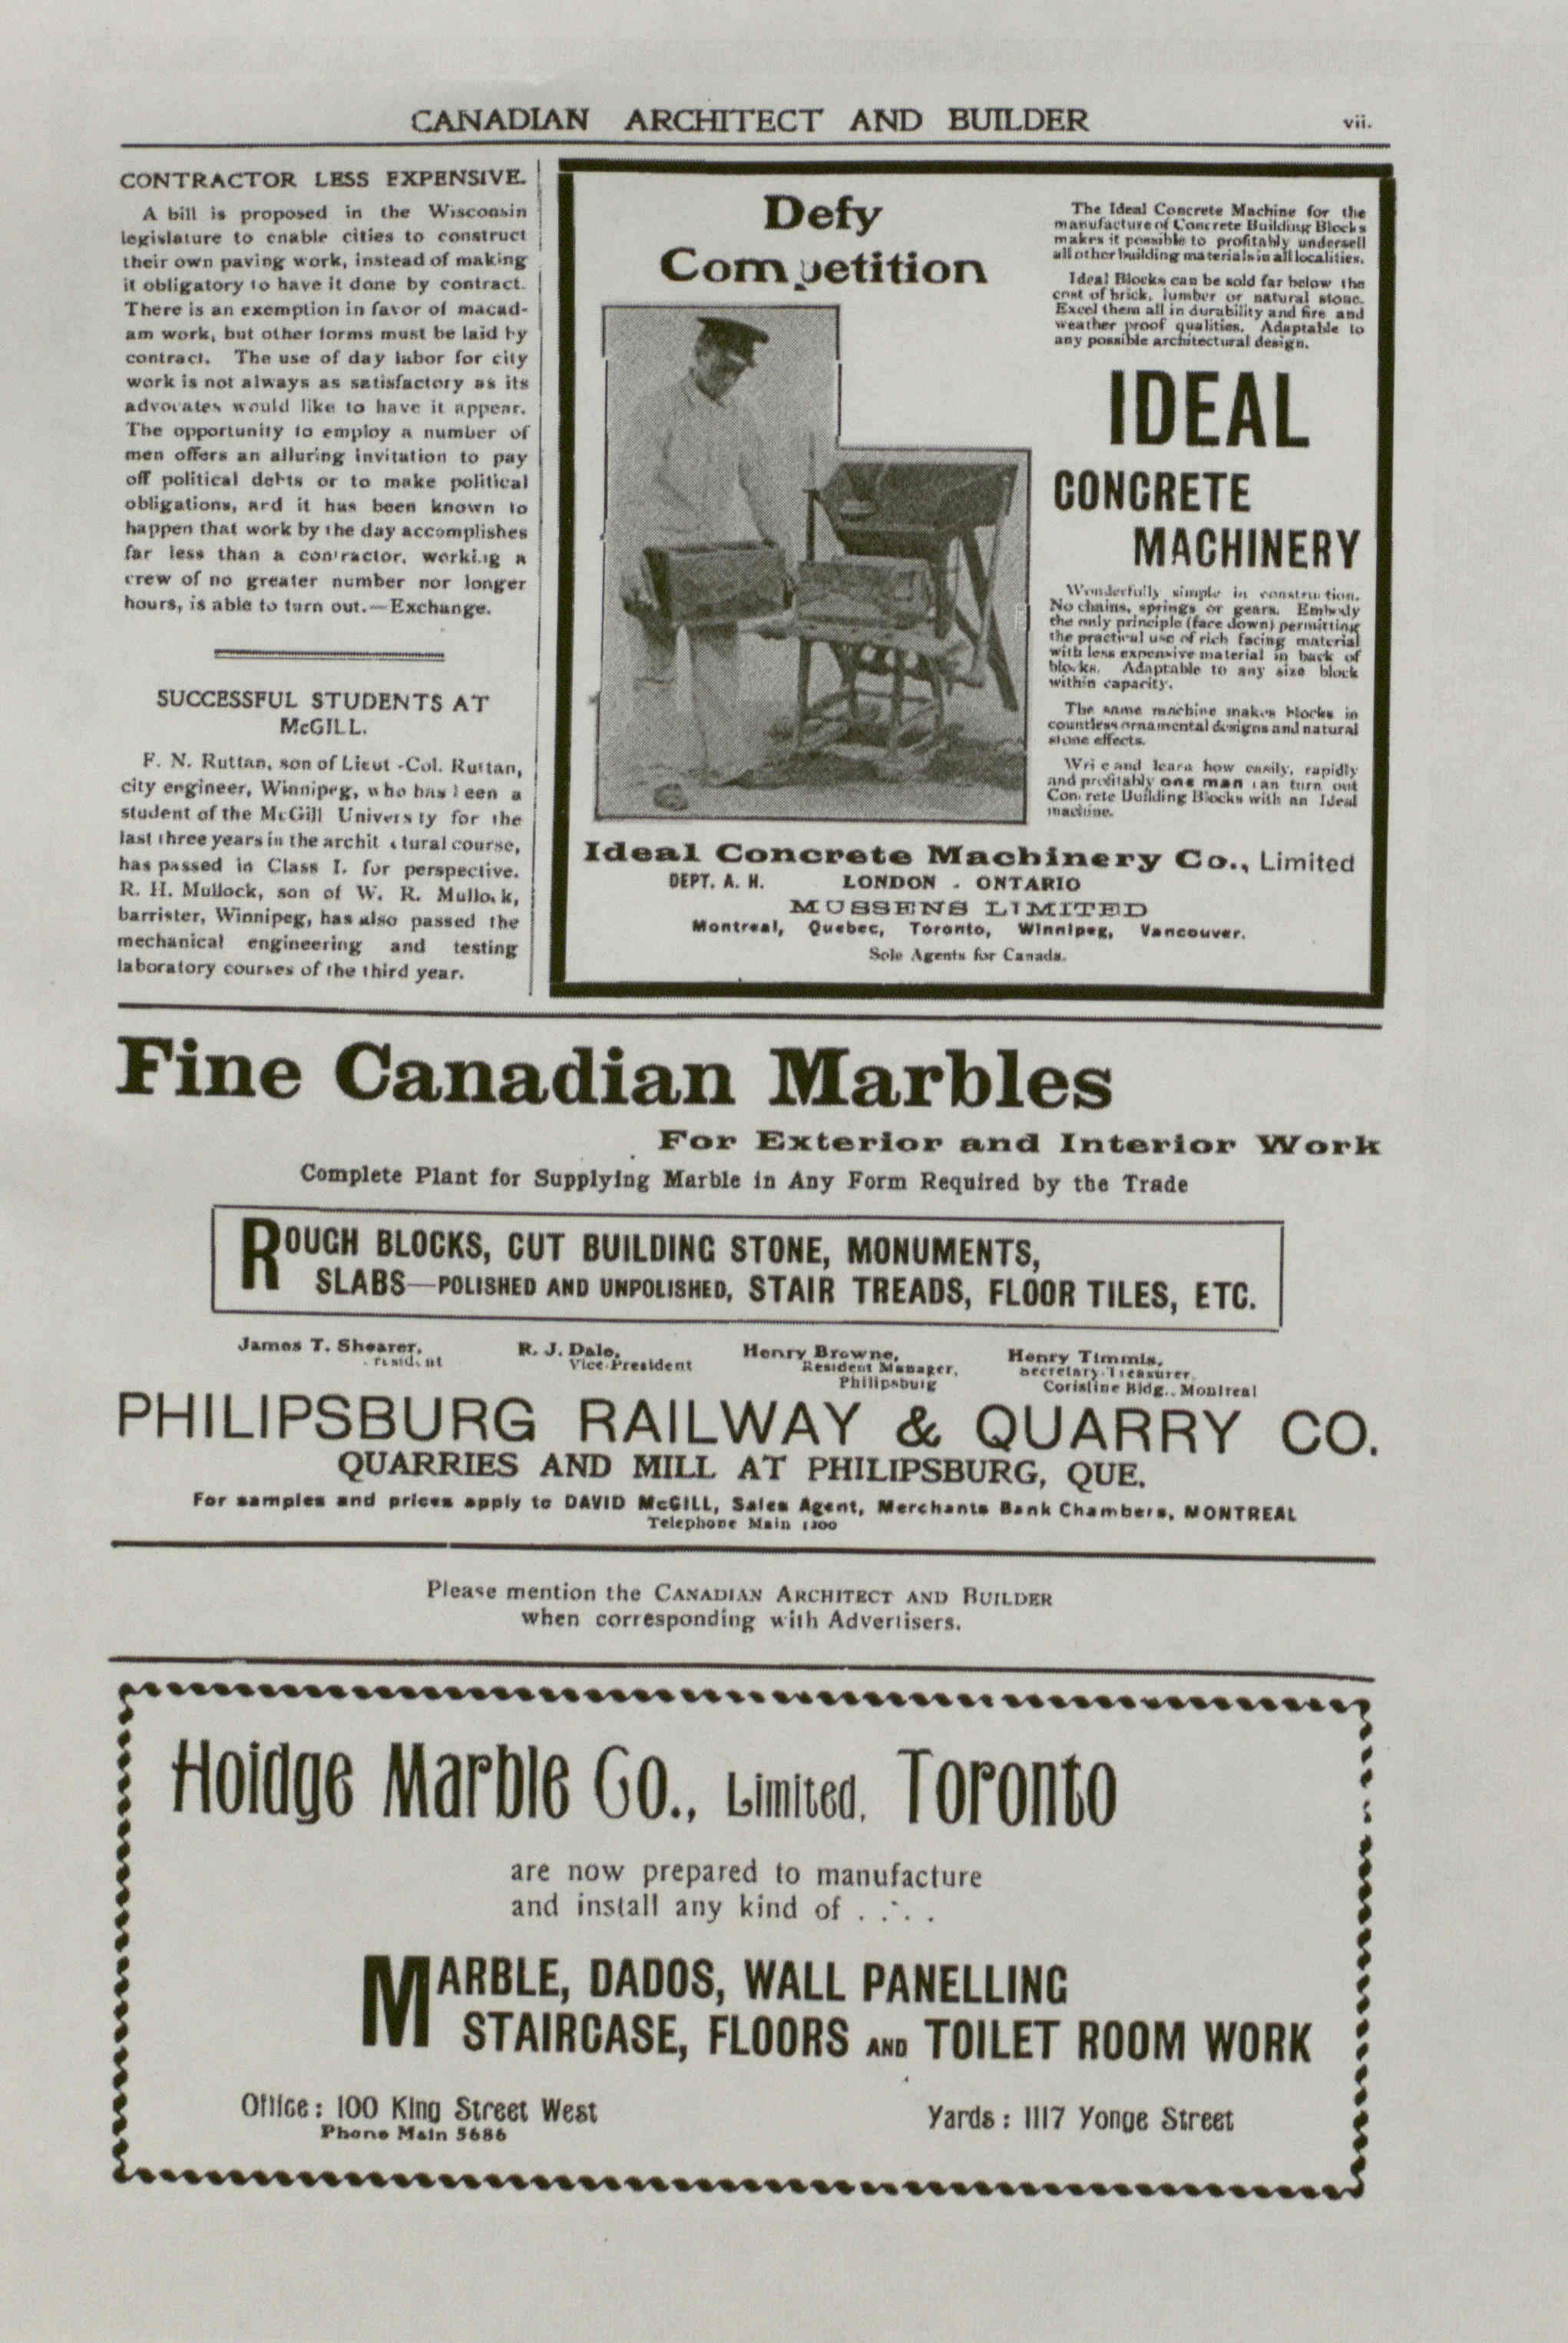 CANADIAN ARCHITECT AND BUILDER
vii.
CONTRACTOR LESS EXPENSIVE.
A bill is proposed in the Wisconsin
legislature to enable cities to construct
their own paving work, instead of making
it obligatory to have it done by contract.
There is an exemption in favor of macad-
am work, but other forms must be laid by
contract. The use of day labor for city
work is not always as satisfactory as its
advocates would like to have it appear.
The opportunity to employ a number of
men offers an alluring invitation to pay
off political debts or to make political
obligations, and it has been known to
happen that work by the day accomplishes
far less than a contractor, working a
crew of no greater number nor longer
hours, is able to turn out.—Exchange.
SUCCESSFUL STUDENTS AT
McGILL.
F. N. Ruttan, son of Lieut-Col. Ruttan,
city engineer, Winnipeg, who has been a
student of the McGill University for the
last three years in the architectural course,
has passed in Class I. for perspective.
R. H. Mullock, son of W. R. Mullock,
barrister, Winnipeg, has also passed the
mechanical engineering and testing
laboratory courses of the third year.
Defy
Competition
The Ideal Concrete Machine for the
manufacture of Concrete Building Blocks
makes it possible to profitably undersell
all other building materials in all localities.
Ideal Blocks can be sold far below the
cost of brick, lumber or natural stone.
Excel them all in durability and fire and
weather proof qualities. Adaptable to
any possible architectural design.
IDEAL
CONCRETE
MACHINERY
Wonderfully simple in construction.
No chains, springs or gears. Embody
the only principle (face down) permitting
the practical use of rich facing material
with less expensive material in back of
blocks. Adaptable to any size block
within capacity.
The same machine makes blocks in
countless ornamental designs and natural
stone effects.
Write and learn how easily, rapidly
and profitably one man can turn out
Concrete Building Blocks with an Ideal
machine.
Ideal Concrete Machinery Co., Limited
DEPT. A. H. LONDON - ONTARIO
MUSSENS LIMITED
Montreal, Quebec, Toronto, Winnipeg, Vancouver.
Sole Agents for Canada.
Fine Canadian Marbles
For Exterior and Interior Work
Complete Plant for Supplying Marble in Any Form Required by the Trade
ROUGH BLOCKS, CUT BUILDING STONE, MONUMENTS,
SLABS—POLISHED AND UNPOLISHED, STAIR TREADS, FLOOR TILES, ETC.
James T. Shearer, R. J. Dale, Henry Browne, Henry Timmis,
President Vice-President Resident Manager, Secretary-Treasurer,
Philipsburg Coristine Bldg., Montreal
PHILIPSBURG RAILWAY & QUARRY CO.
QUARRIES AND MILL AT PHILIPSBURG, QUE.
For samples and prices apply to DAVID McGILL, Sales Agent, Merchants Bank Chambers, MONTREAL
Telephone Main
Please mention the CANADIAN ARCHITECT AND BUILDER
when corresponding with Advertisers.
Hoidge Marble Co., Limited, Toronto
are now prepared to manufacture
and install any kind of . . . .
MARBLE, DADOS, WALL PANELLING
STAIRCASE, FLOORS AND TOILET ROOM WORK
Office: 100 King Street West Yards: 1117 Yonge Street
Phone Main 5686